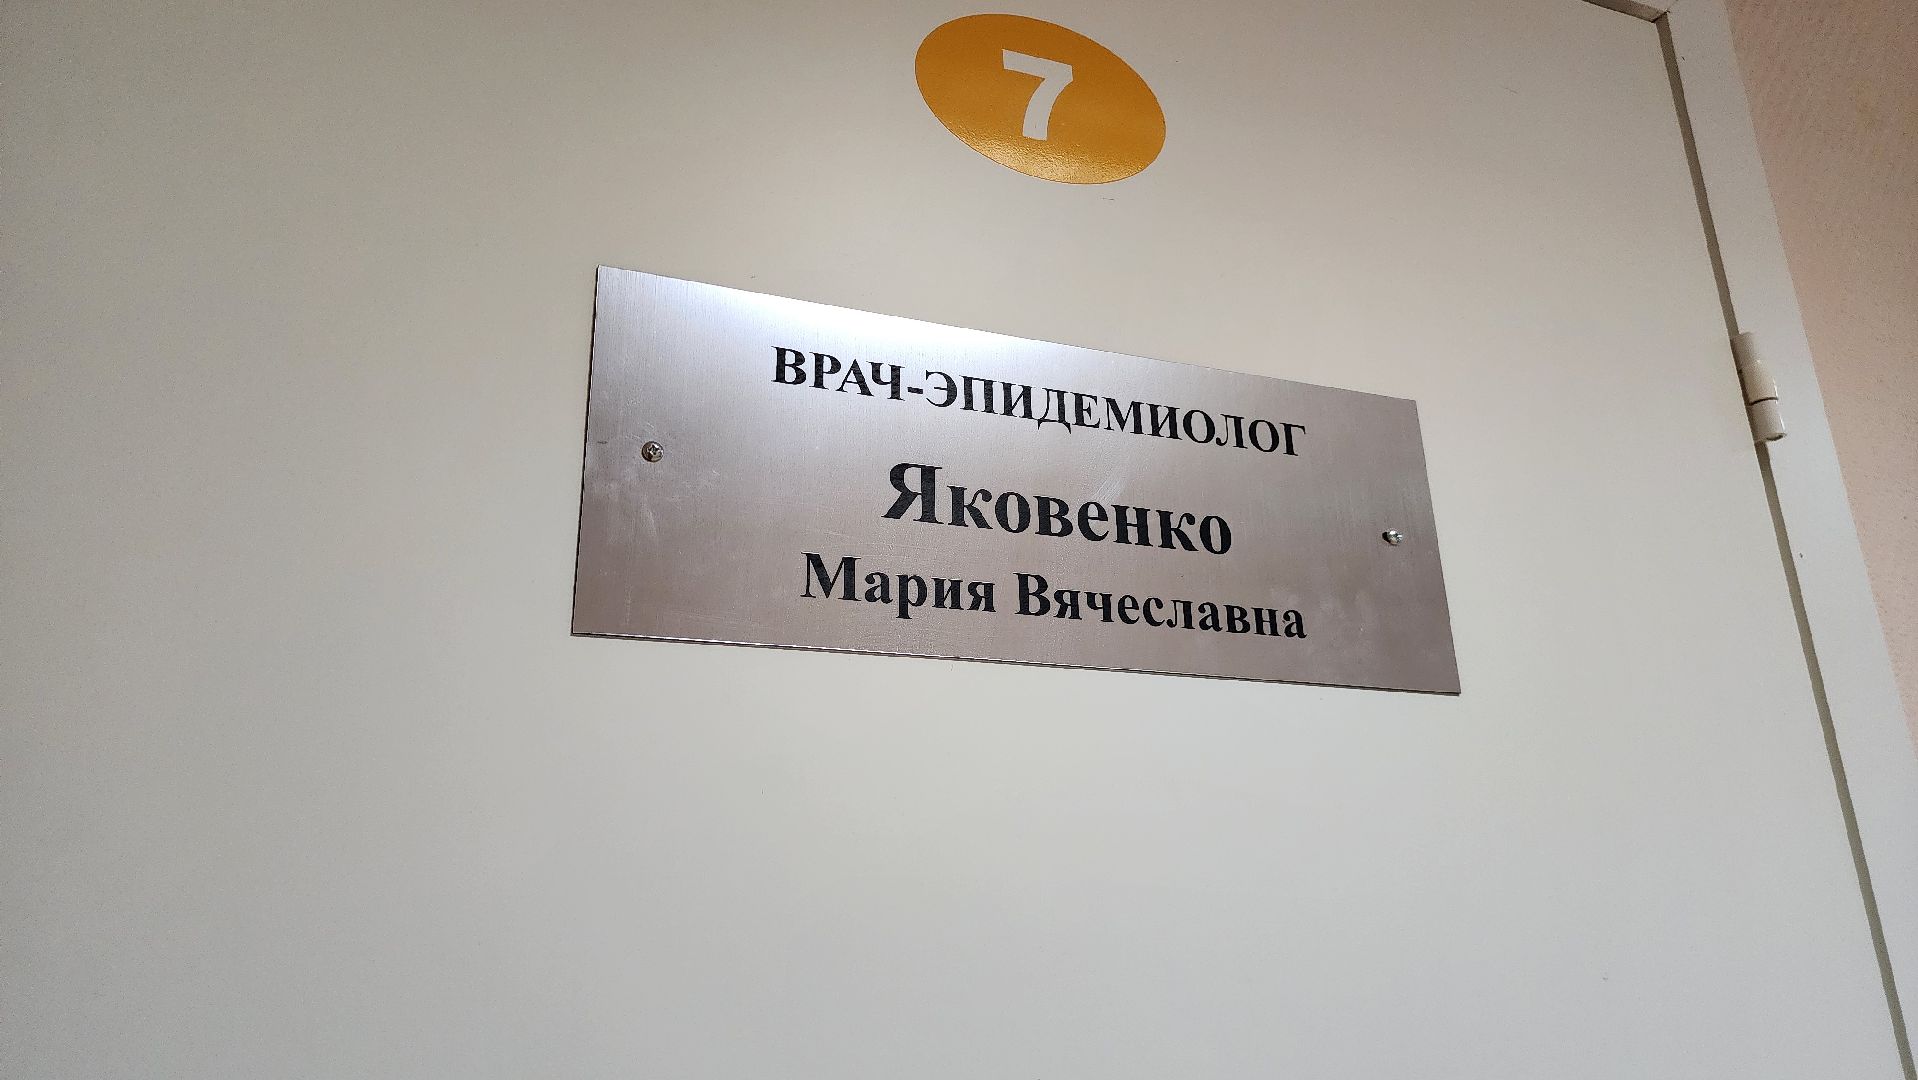 7
ВРАЧ-ЭПИДЕМИОЛОГ
Яковенко
Мария Вячеславна